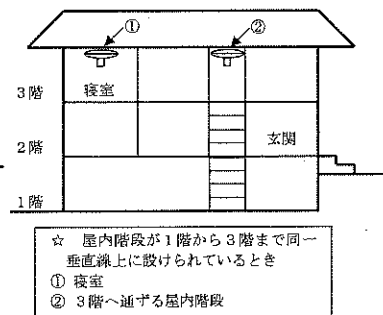 ① ②
3階 寝室
2階 玄関
1階
☆ 屋内階段が1階から3階まで同一
垂直線上に設けられているとき
① 寝室
② 3階へ通ずる屋内階段